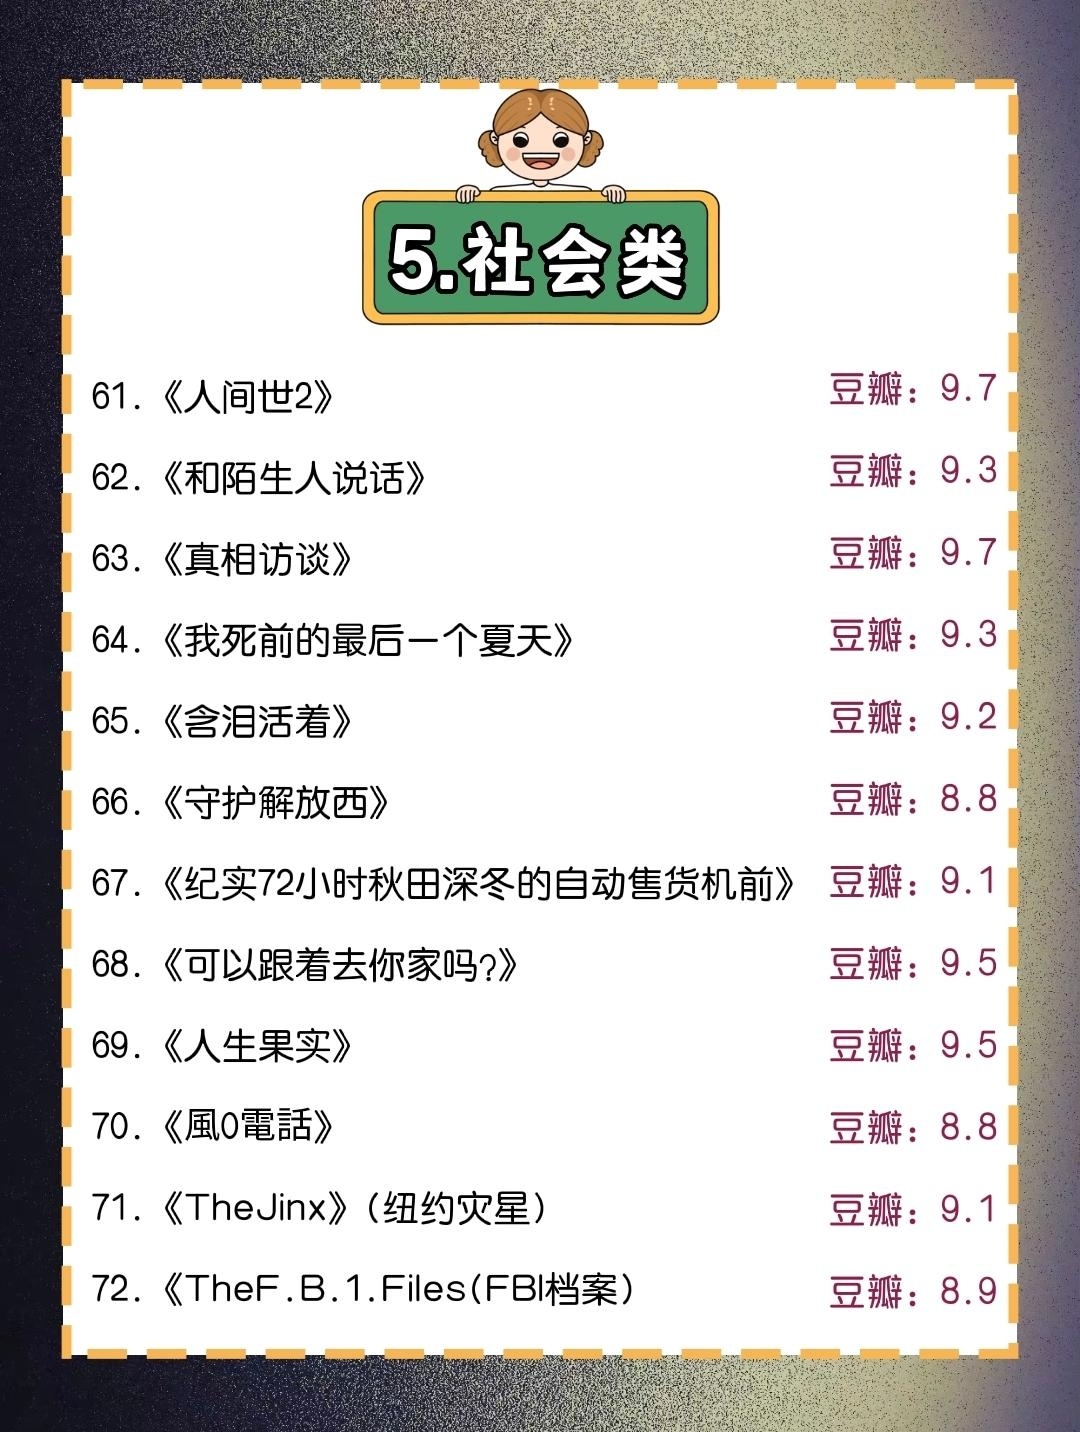 5.社会类
61.《人间世2》 豆瓣：9.7
62.《和陌生人说话》 豆瓣：9.3
63.《真相访谈》 豆瓣：9.7
64.《我死前的最后一个夏天》 豆瓣：9.3
65.《含泪活着》 豆瓣：9.2
66.《守护解放西》 豆瓣：8.8
67.《纪实72小时秋田深冬的自动售货机前》 豆瓣：9.1
68.《可以跟着去你家吗?》 豆瓣：9.5
69.《人生果实》 豆瓣：9.5
70.《風0電話》 豆瓣：8.8
71.《TheJinx》(纽约灾星) 豆瓣：9.1
72.《TheF.B.1.Files(FBI档案) 豆瓣：8.9